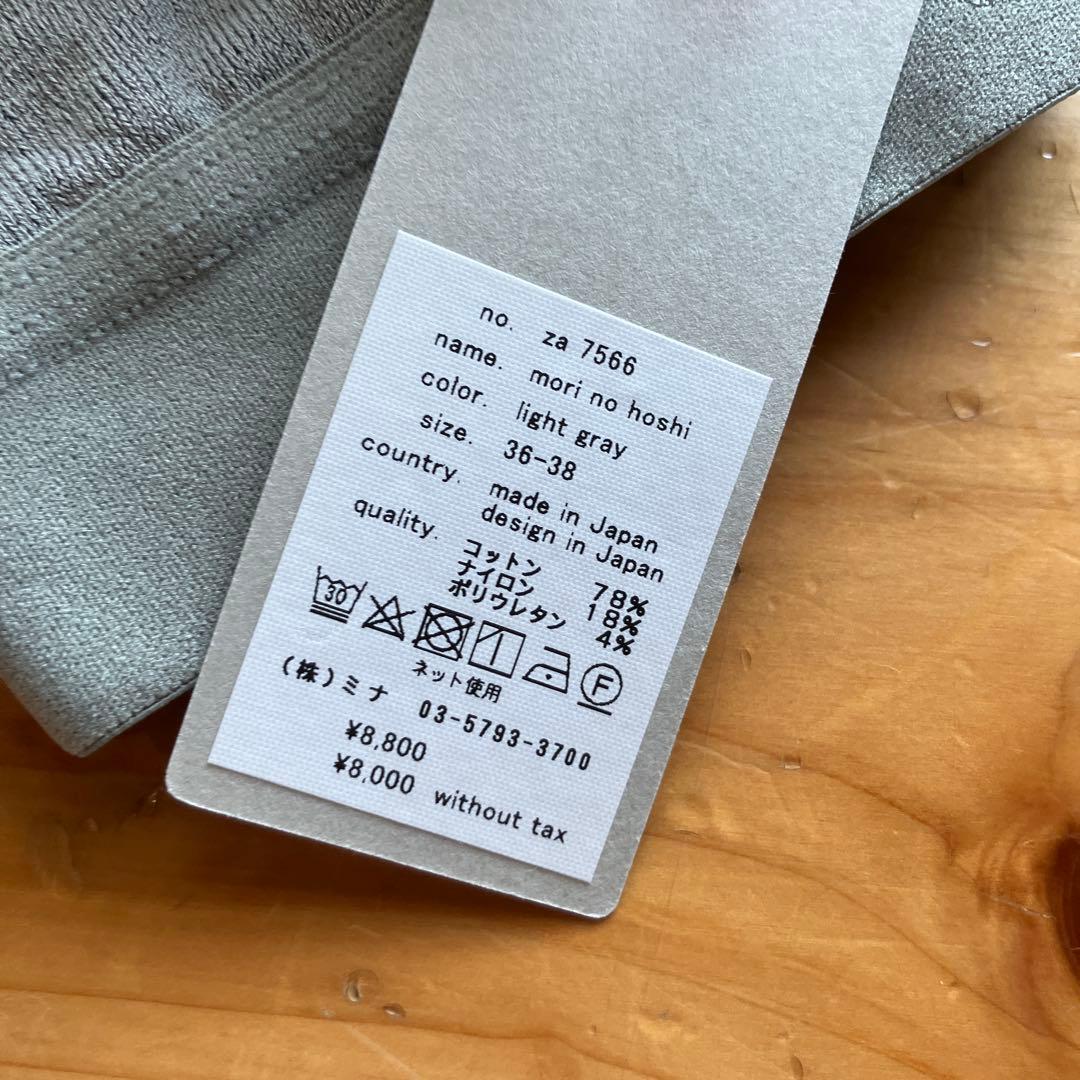 no. za 7566
name. mori no hoshi
color. light gray
size. 36-38
country. made in Japan
design in Japan
quality. コットン 78%
ナイロン 18%
ポリウレタン 4%
30 F
ネット使用
(株)ミナ 03-5793-3700
¥8,800
¥8,000 without tax